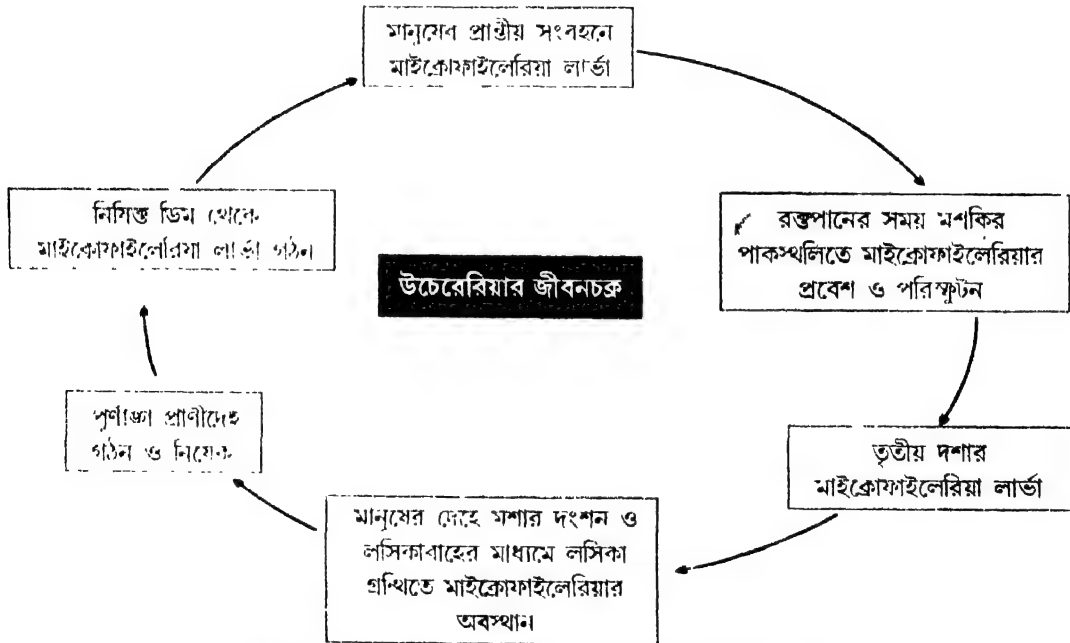 মানুষের প্রান্তীয় সংবহনে
মাইক্রোফাইলেরিয়া লার্ভা
রক্তপানের সময় মশকির
পাকস্থলিতে মাইক্রোফাইলেরিয়ার
প্রবেশ ও পরিস্ফুটন
তৃতীয় দশার
মাইক্রোফাইলেরিয়া লার্ভা
মানুষের দেহে মশার দংশন ও
লসিকাবাহের মাধ্যমে লসিকা
গ্রন্থিতে মাইক্রোফাইলেরিয়ার
অবস্থান
পূর্ণাঙ্গ প্রাণীদেহ
গঠন ও নিষেক
নিষিক্ত ডিম থেকে
মাইক্রোফাইলেরিয়া লার্ভা গঠন
উচেরেরিয়ার জীবনচক্র